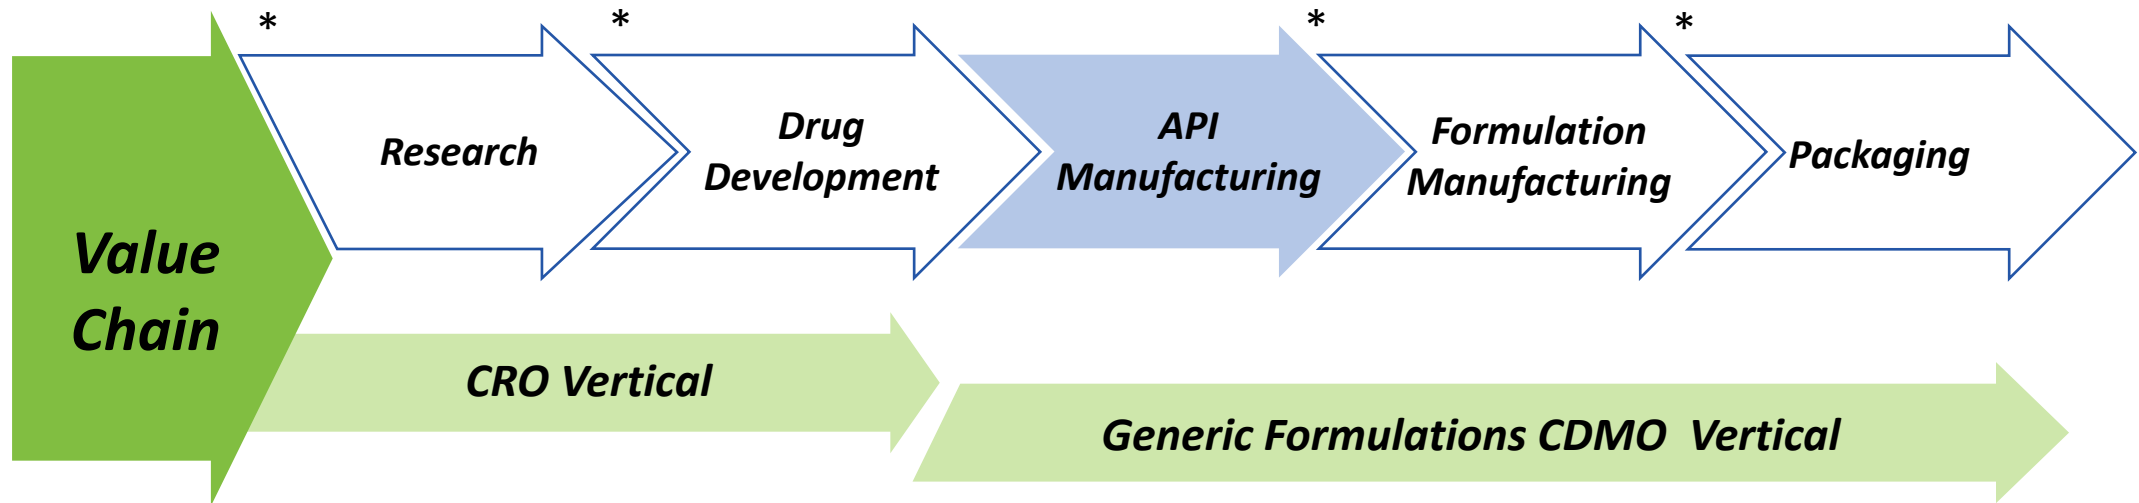 * * * *
Research
Drug
Development
API
Manufacturing
Formulation
Manufacturing
Packaging
Value
Chain
CRO Vertical
Generic Formulations CDMO  Vertical